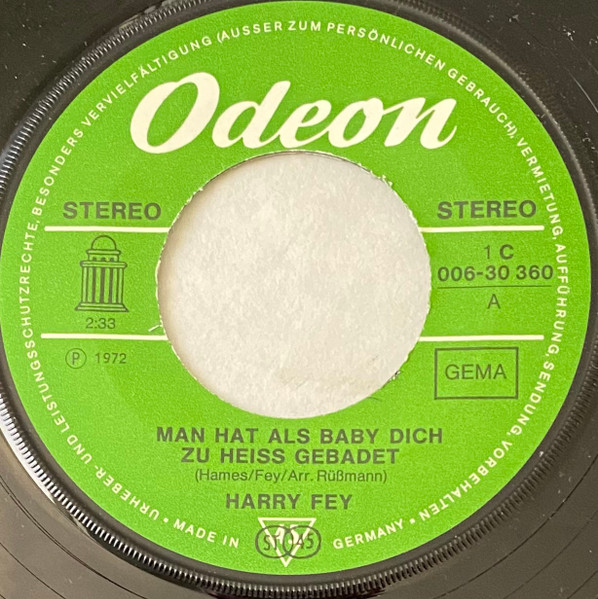 URHEBER- UND LEISTUNGSSCHUTZRECHTE, BESONDERS VERVIELFÄLTIGUNG (AUSSER ZUM PERSÖNLICHEN GEBRAUCH), VERMIETUNG, AUFFÜHRUNG, SENDUNG VORBEHALTEN
Odeon
STEREO
STEREO
1 C
006-30 360
A
2:33
℗ 1972
GEMA
MAN HAT ALS BABY DICH
ZU HEISS GEBADET
(Hames/Fey/Arr. Rüßmann)
HARRY FEY
• MADE IN GERMANY •
ST 45